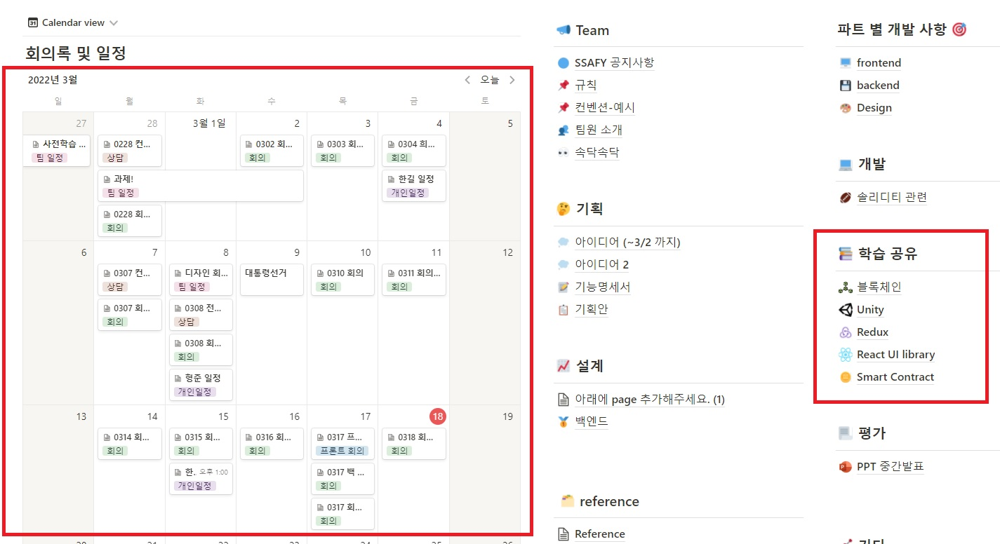 Calendar view
회의록 및 일정
2022년 3월
오늘
일 월 화 수 목 금 토
27 28 3월 1일 2 3 4 5
사전학습 ...
팀 일정
0228 컨...
상담
0302 회...
회의
0303 회...
회의
0304 회...
회의
과제!
팀 일정
한길 일정
개인일정
0228 회...
회의
6 7 8 9 10 11 12
0307 컨...
상담
디자인 회...
팀 일정
대통령선거
0310 회의
회의
0311 회의...
회의
0307 회...
회의
0308 전...
상담
0308 회...
회의
형준 일정
개인일정
13 14 15 16 17 18 19
0314 회...
회의
0315 회...
회의
0316 회...
회의
0317 프...
프론트 회의
0318 회...
회의
한.. 오후 1:00
개인일정
0317 백 ...
회의
0317 회...
회의
Team
SSAFY 공지사항
규칙
컨벤션-예시
팀원 소개
속닥속닥
기획
아이디어 (~3/2 까지)
아이디어 2
기능명세서
기획안
설계
아래에 page 추가해주세요. (1)
백엔드
reference
Reference
파트 별 개발 사항
frontend
backend
Design
개발
솔리디티 관련
학습 공유
블록체인
Unity
Redux
React UI library
Smart Contract
평가
PPT 중간발표